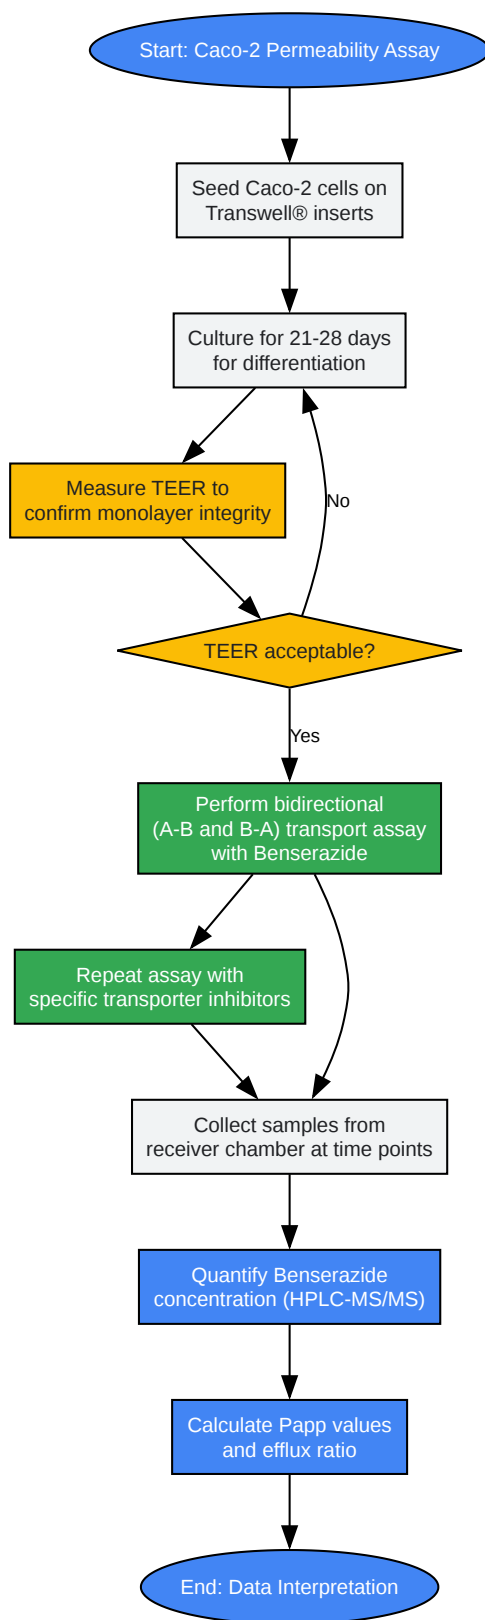 Start: Caco-2 Permeability Assay
Seed Caco-2 cells on
Transwell® inserts
Culture for 21-28 days
for differentiation
Measure TEER to
confirm monolayer integrity
No
TEER acceptable?
Yes
Perform bidirectional
(A-B and B-A) transport assay
with Benserazide
Repeat assay with
specific transporter inhibitors
Collect samples from
receiver chamber at time points
Quantify Benserazide
concentration (HPLC-MS/MS)
Calculate Papp values
and efflux ratio
End: Data Interpretation